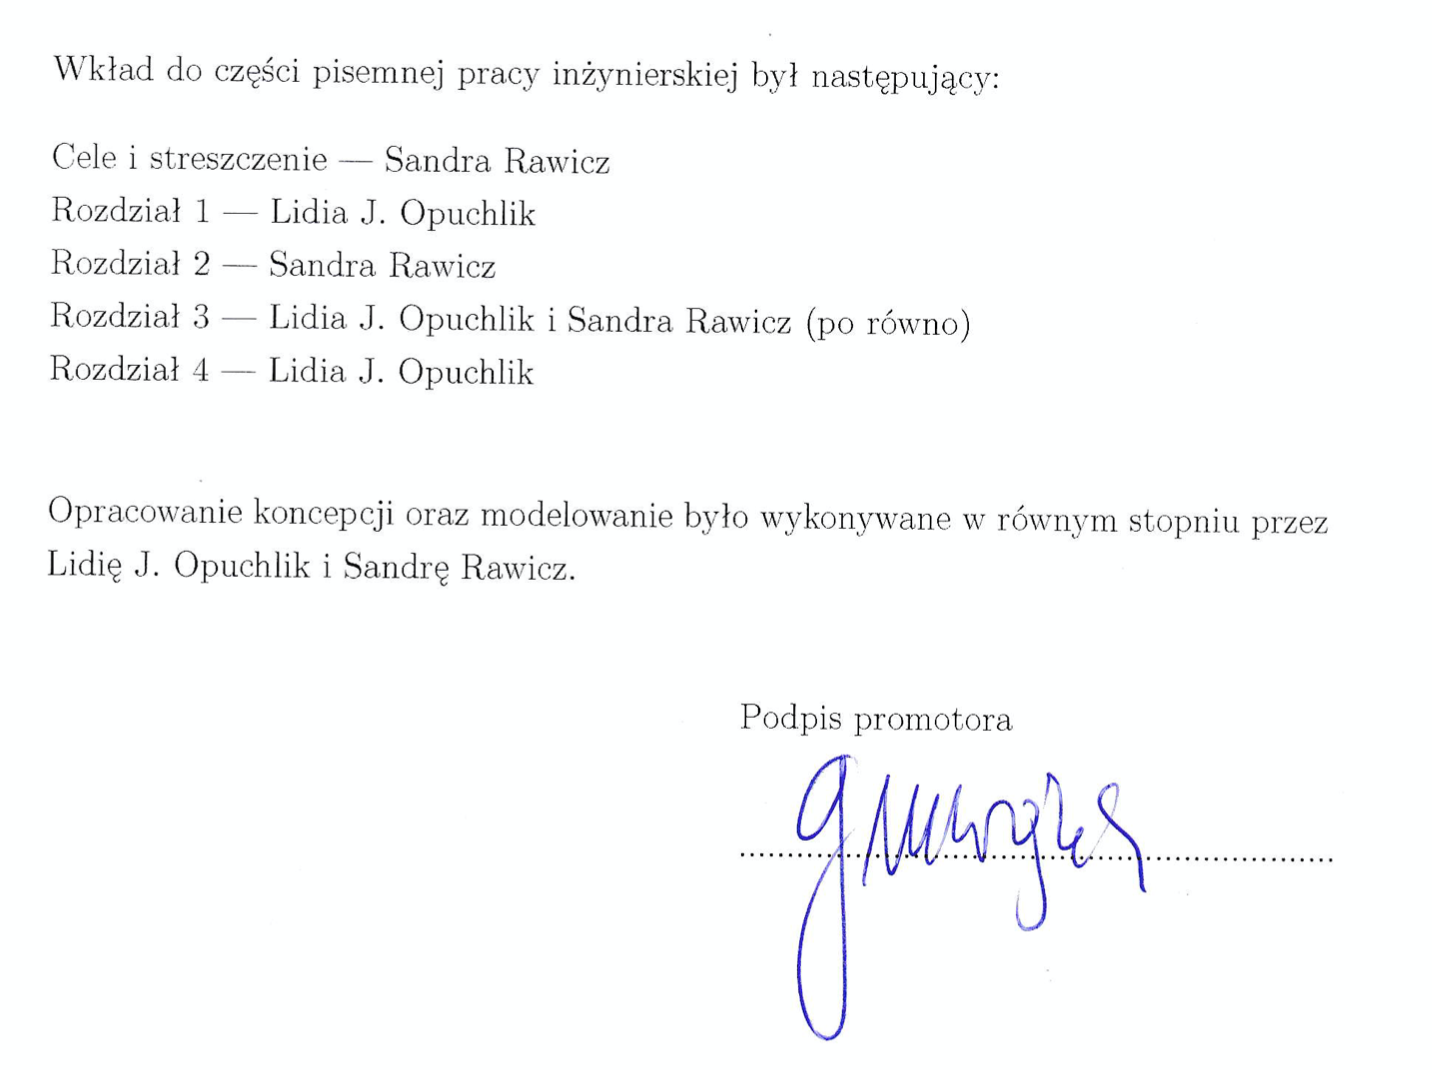 Wkład do części pisemnej pracy inżynierskiej był następujący:
Cele i streszczenie — Sandra Rawicz
Rozdział 1 — Lidia J. Opuchlik
Rozdział 2 — Sandra Rawicz
Rozdział 3 — Lidia J. Opuchlik i Sandra Rawicz (po równo)
Rozdział 4 — Lidia J. Opuchlik
Opracowanie koncepcji oraz modelowanie było wykonywane w równym stopniu przez
Lidię J. Opuchlik i Sandrę Rawicz.
Podpis promotora